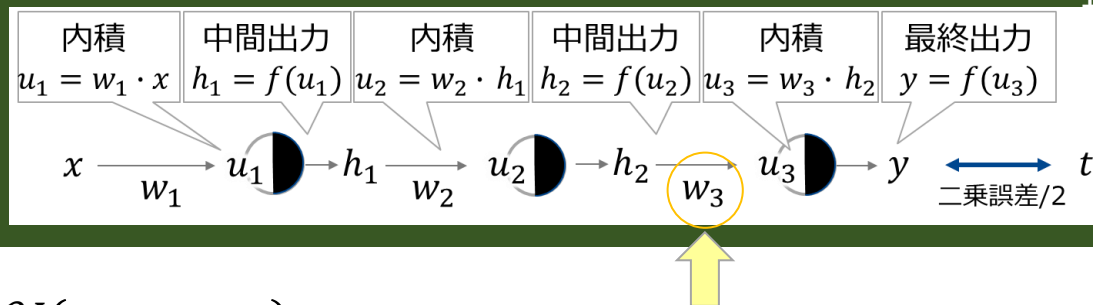 内積
u₁ = w₁ · x
中間出力
h₁ = f(u₁)
内積
u₂ = w₂ · h₁
中間出力
h₂ = f(u₂)
内積
u₃ = w₃ · h₂
最終出力
y = f(u₃)
x w₁ u₁ h₁ w₂ u₂ h₂ w₃ u₃ y t
二乗誤差/2